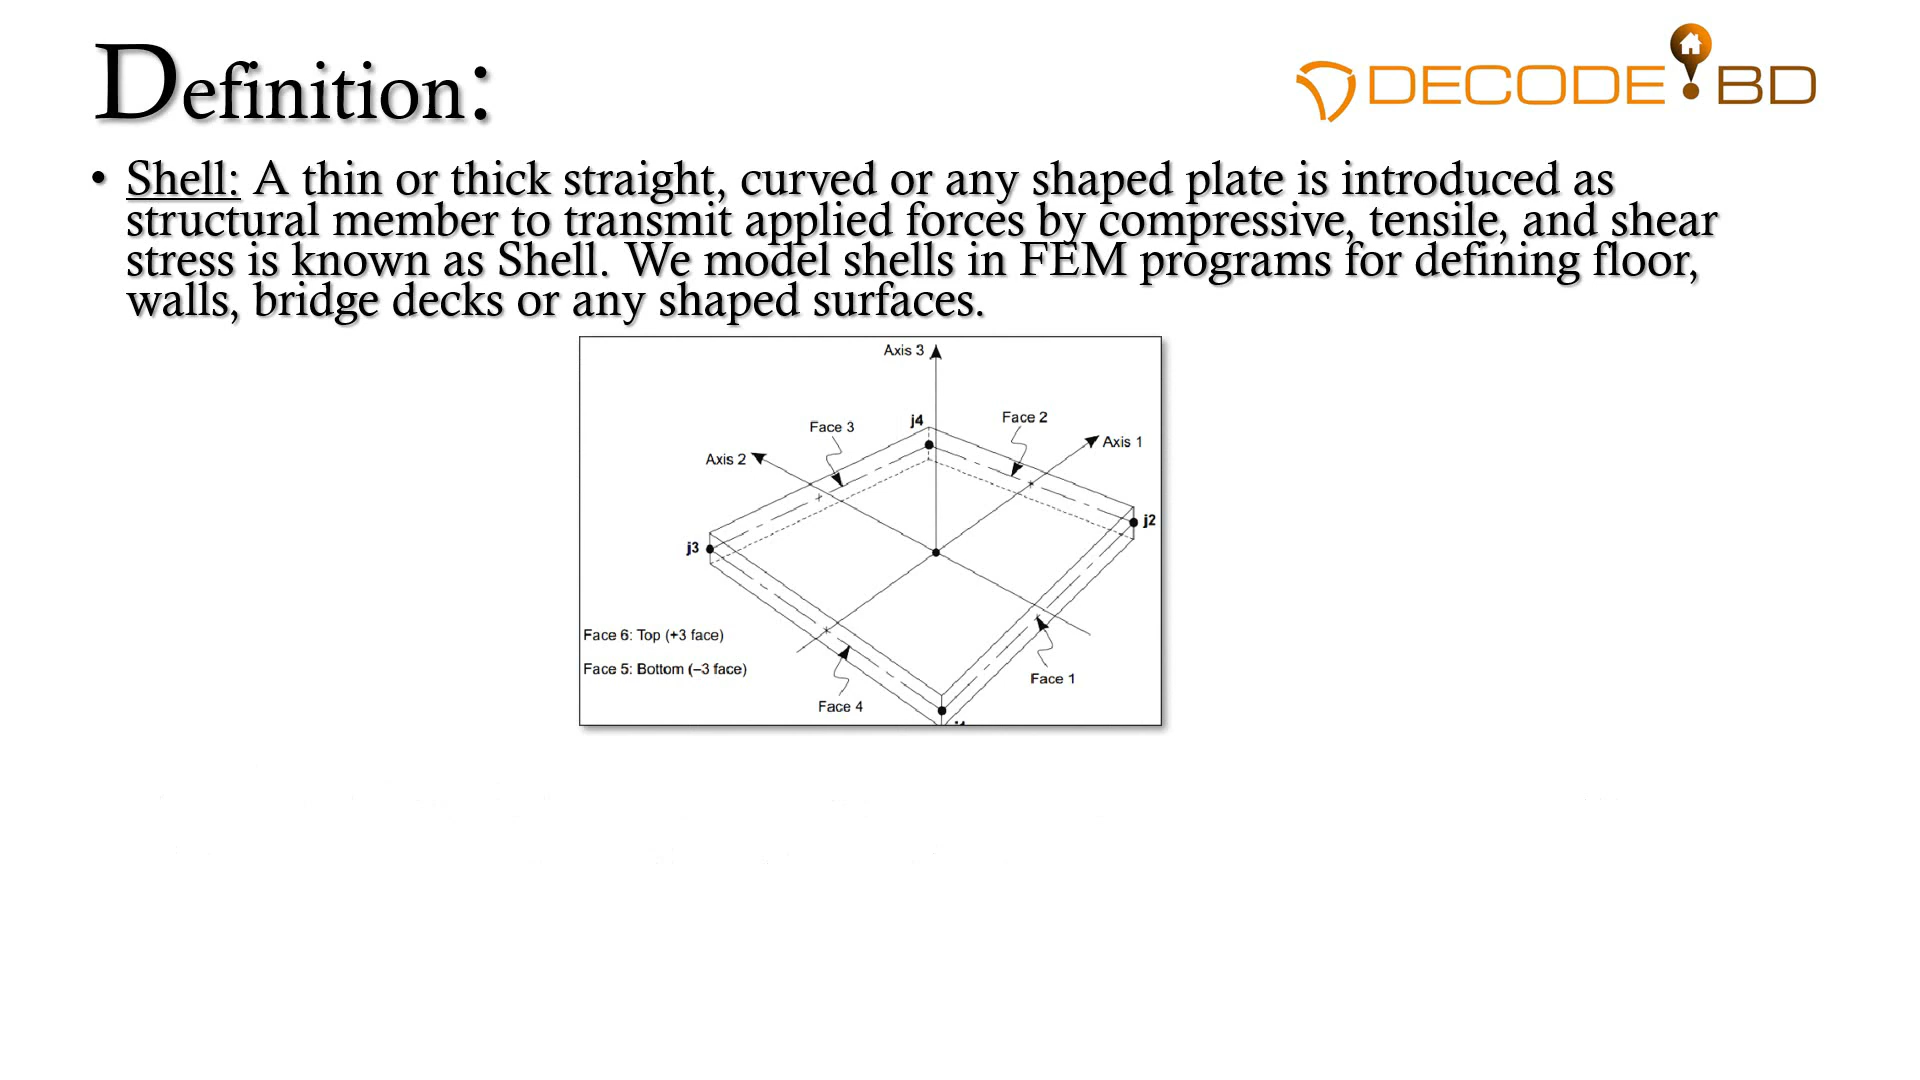 Definition:
DECODE BD
• Shell: A thin or thick straight, curved or any shaped plate is introduced as
structural member to transmit applied forces by compressive, tensile, and shear
stress is known as Shell. We model shells in FEM programs for defining floor,
walls, bridge decks or any shaped surfaces.
Axis 3
j4
Face 2
Face 3
Axis 1
Axis 2
j2
j3
Face 6: Top (+3 face)
Face 5: Bottom (–3 face)
Face 1
Face 4